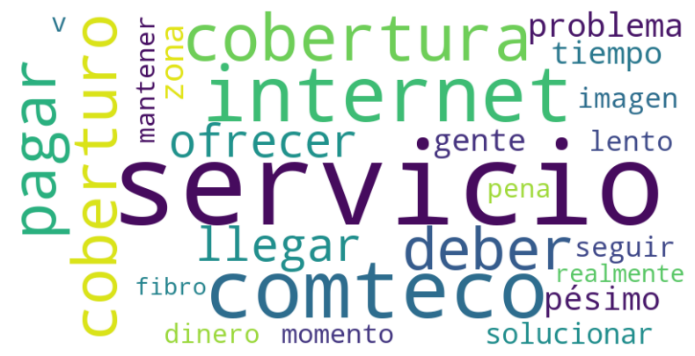 v
coberturo
mantener
zona
cobertura
problema
tiempo
pagar
internet
imagen
ofrecer
gente
lento
servicio
pena
llegar
deber
seguir
realmente
fibro
comteco
pésimo
dinero
momento
solucionar